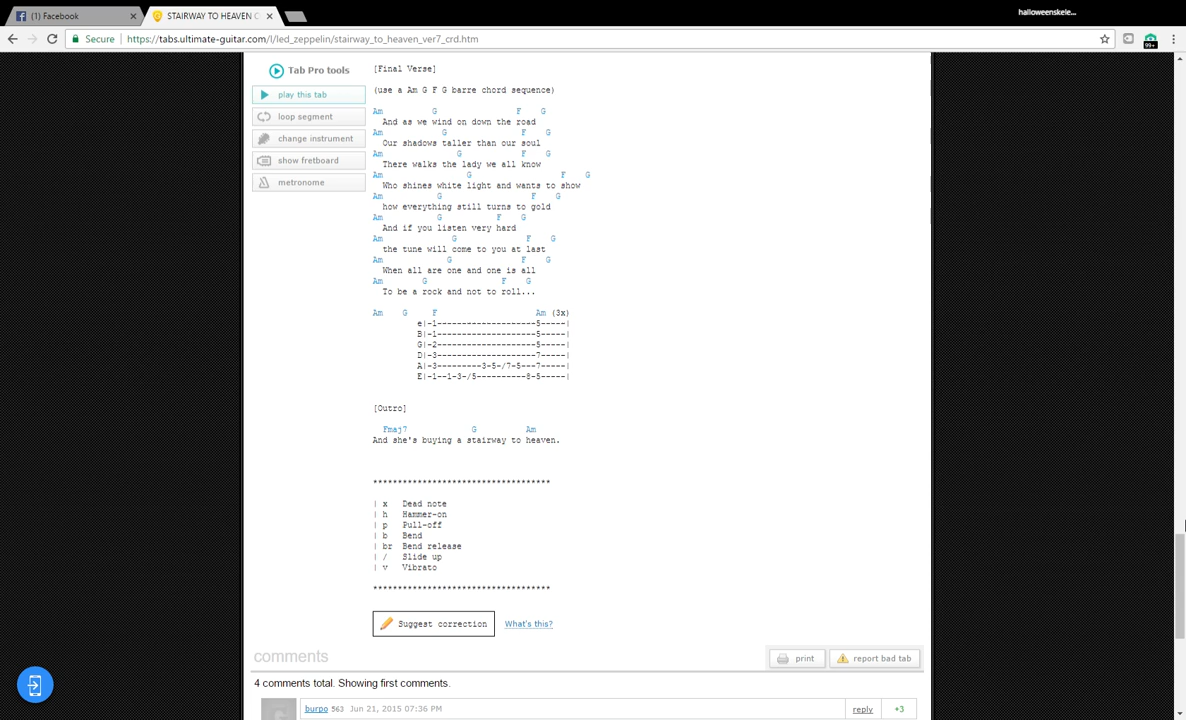 (1) Facebook
STAIRWAY TO HEAVEN C
halloweenskele...
Secure https://tabs.ultimate-guitar.com/l/led_zeppelin/stairway_to_heaven_ver7_crd.htm
99+
Tab Pro tools
play this tab
loop segment
change instrument
show fretboard
metronome
[Final Verse]
(use a Am G F G barre chord sequence)
Am G F G
And as we wind on down the road
Am G F G
Our shadows taller than our soul
Am G F G
There walks the lady we all know
Am G F G
Who shines white light and wants to show
Am G F G
how everything still turns to gold
Am G F G
And if you listen very hard
Am G F G
the tune will come to you at last
Am G F G
When all are one and one is all
Am G F G
To be a rock and not to roll...
Am G F Am (3x)
e|-1--------------------5-----|
B|-1--------------------5-----|
G|-2--------------------5-----|
D|-3--------------------7-----|
A|-3---------3-5-/7-5---7-----|
E|-1--1-3-/5----------8-5-----|
[Outro]
Fmaj7 G Am
And she's buying a stairway to heaven.
************************************
| x Dead note
| h Hammer-on
| p Pull-off
| b Bend
| br Bend release
| / Slide up
| v Vibrato
************************************
Suggest correction What's this?
comments
print
report bad tab
4 comments total. Showing first comments.
burpo 563 Jun 21, 2015 07:36 PM
reply +3